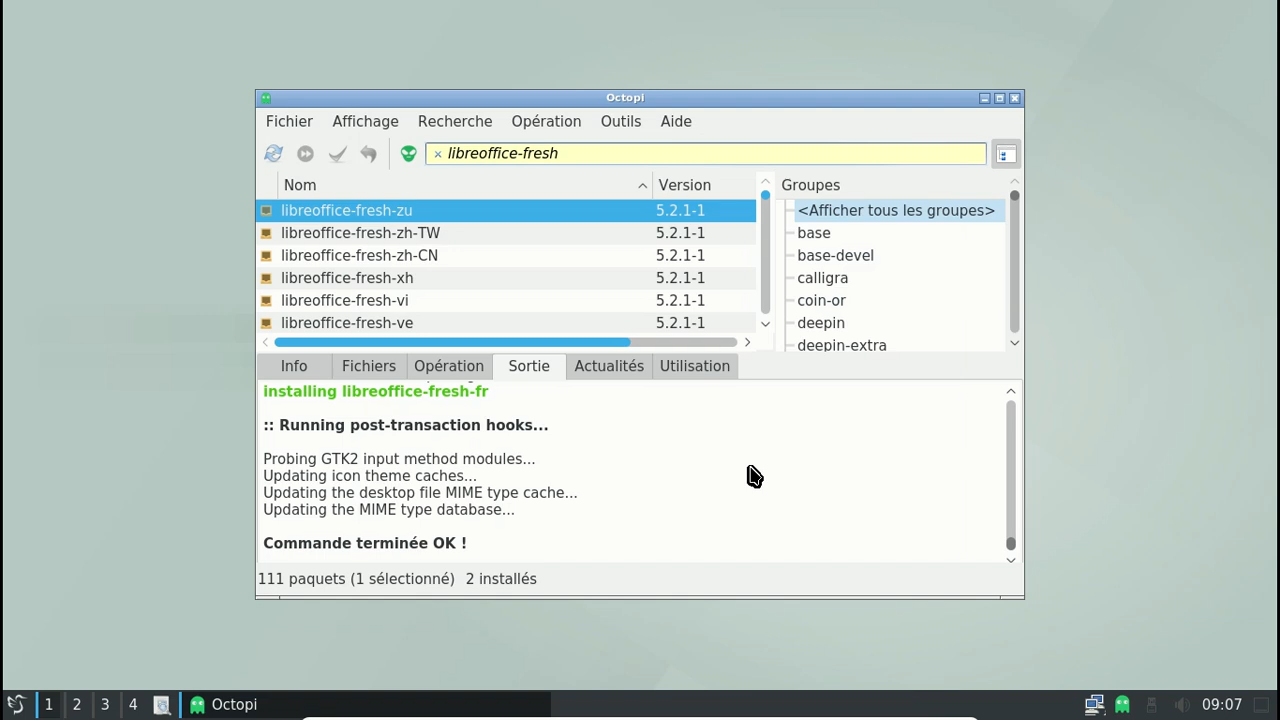 Octopi
Fichier Affichage Recherche Opération Outils Aide
libreoffice-fresh
Nom Version Groupes
libreoffice-fresh-zu 5.2.1-1 <Afficher tous les groupes>
libreoffice-fresh-zh-TW 5.2.1-1 base
libreoffice-fresh-zh-CN 5.2.1-1 base-devel
libreoffice-fresh-xh 5.2.1-1 calligra
libreoffice-fresh-vi 5.2.1-1 coin-or
libreoffice-fresh-ve 5.2.1-1 deepin
deepin-extra
Info Fichiers Opération Sortie Actualités Utilisation
installing libreoffice-fresh-fr
:: Running post-transaction hooks...
Probing GTK2 input method modules...
Updating icon theme caches...
Updating the desktop file MIME type cache...
Updating the MIME type database...
Commande terminée OK !
111 paquets (1 sélectionné) 2 installés
1 2 3 4 Octopi 09:07